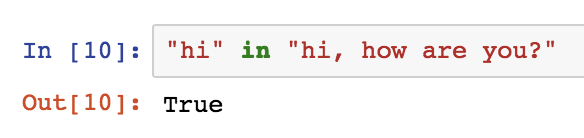 In [10]: "hi" in "hi, how are you?"
Out[10]: True